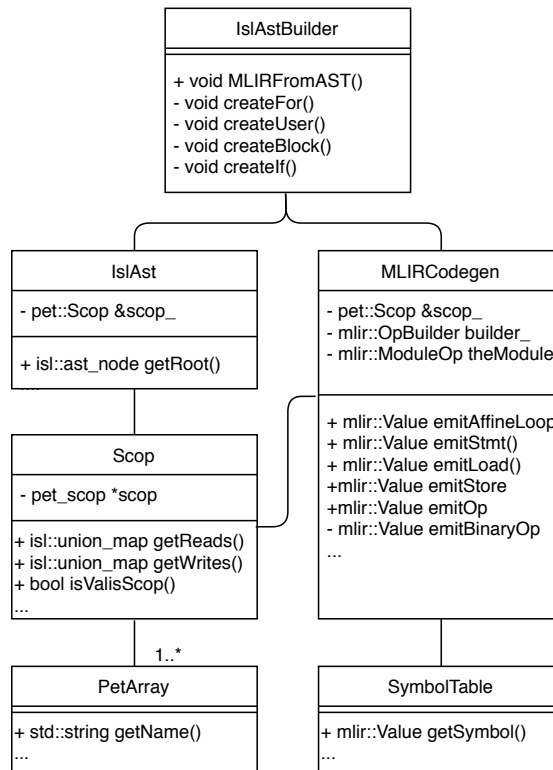 IslAstBuilder
+ void MLIRFromAST()
- void createFor()
- void createUser()
- void createBlock()
- void createIf()
IslAst
- pet::Scop &scop_
+ isl::ast_node getRoot()
....
MLIRCodegen
- pet::Scop &scop_
- mlir::OpBuilder builder_
- mlir::ModuleOp theModule
+ mlir::Value emitAffineLoop
+ mlir::Value emitStmt()
+ mlir::Value emitLoad()
+mlir::Value emitStore
+mlir::Value emitOp
- mlir::Value emitBinaryOp
...
Scop
- pet_scop *scop
+ isl::union_map getReads()
+ isl::union_map getWrites()
+ bool isValisScop()
...
1..*
PetArray
+ std::string getName()
...
SymbolTable
+ mlir::Value getSymbol()
...